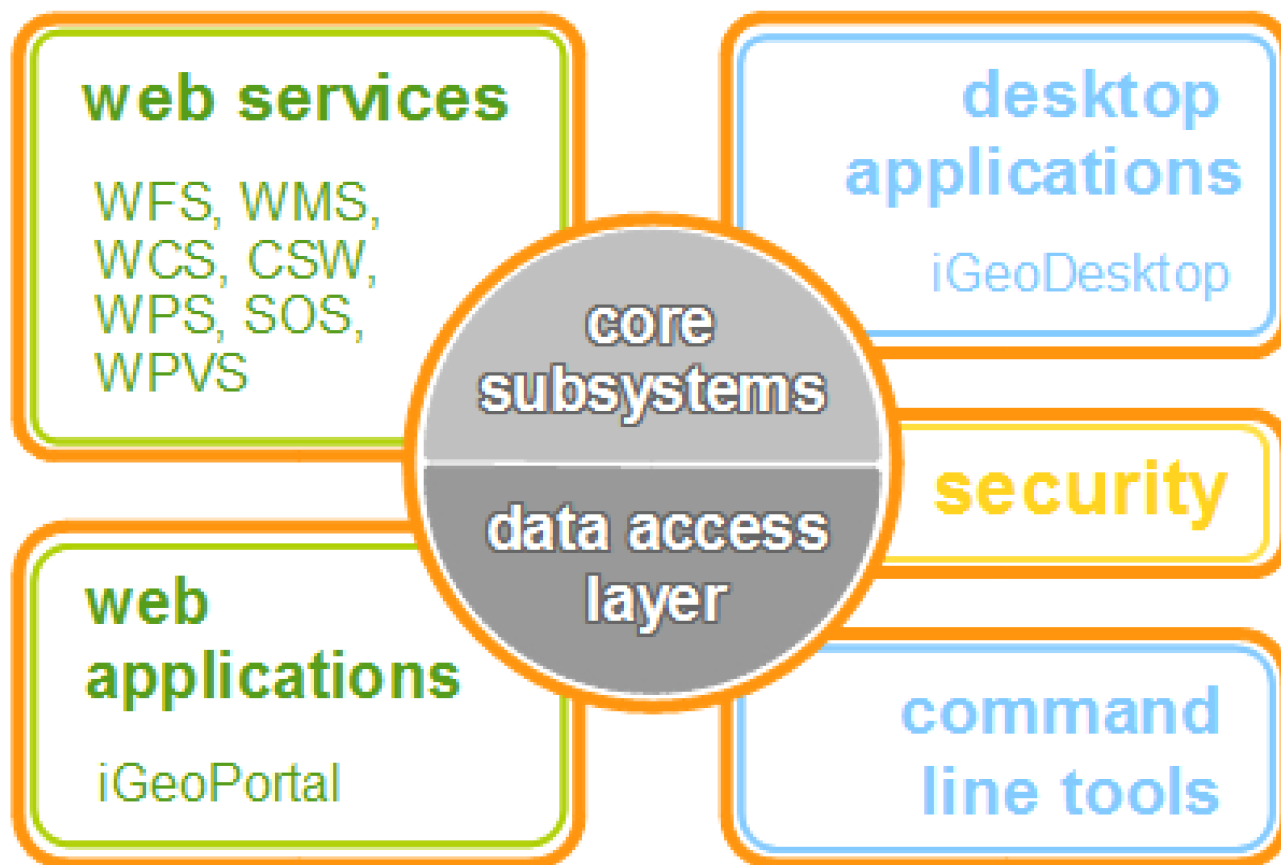 web services
WFS, WMS,
WCS, CSW,
WPS, SOS,
WPVS
desktop
applications
iGeoDesktop
core
subsystems
data access
layer
security
web
applications
iGeoPortal
command
line tools